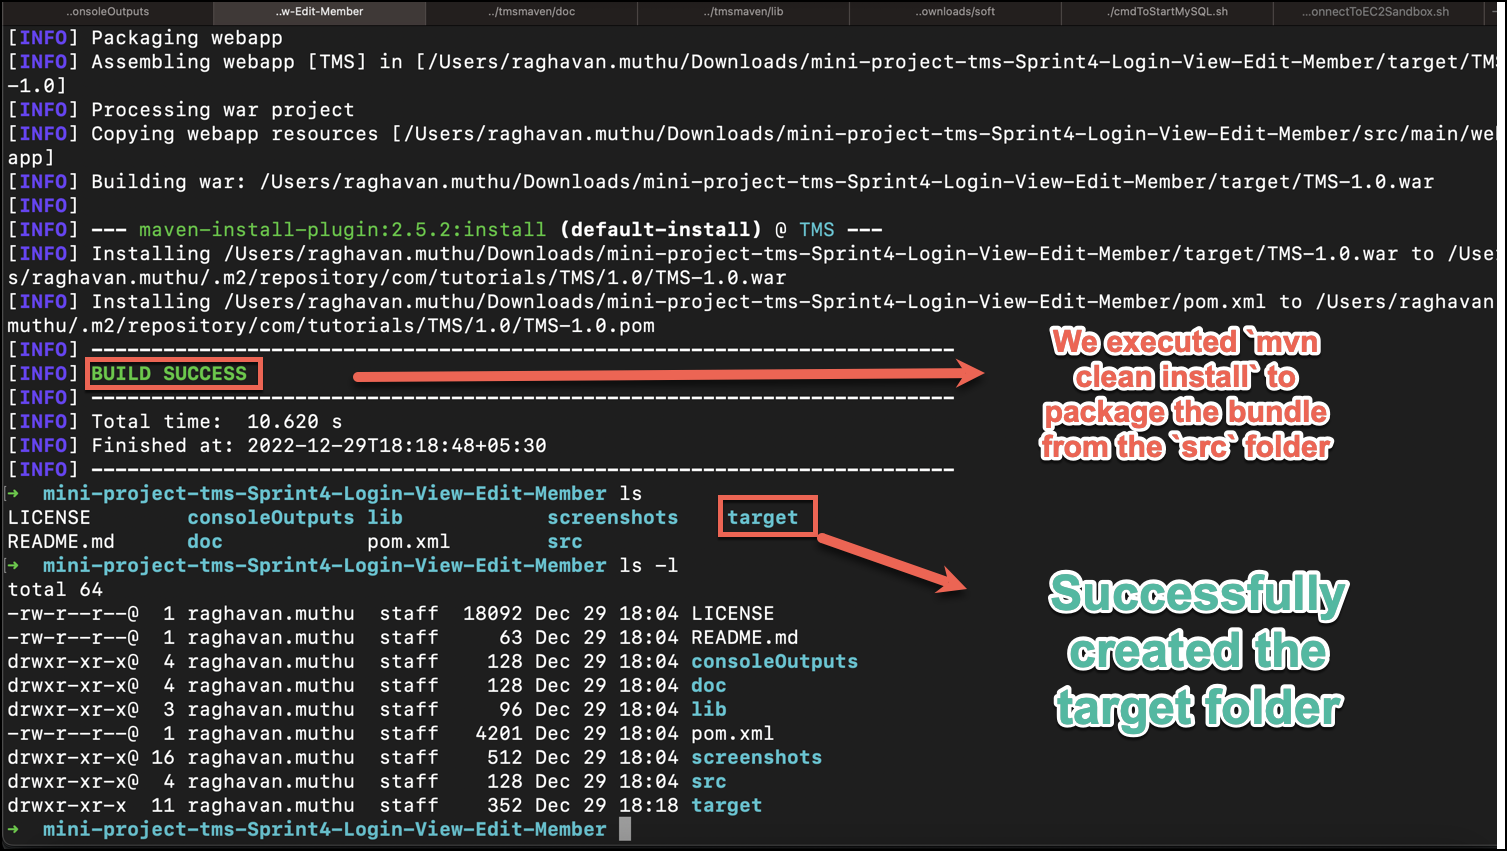 ..onsoleOutputs
..w-Edit-Member
../tmsmaven/doc
../tmsmaven/lib
..ownloads/soft
./cmdToStartMySQL.sh
...onnectToEC2Sandbox.sh
[INFO] Packaging webapp
[INFO] Assembling webapp [TMS] in [/Users/raghavan.muthu/Downloads/mini-project-tms-Sprint4-Login-View-Edit-Member/target/TMS
-1.0]
[INFO] Processing war project
[INFO] Copying webapp resources [/Users/raghavan.muthu/Downloads/mini-project-tms-Sprint4-Login-View-Edit-Member/src/main/web
app]
[INFO] Building war: /Users/raghavan.muthu/Downloads/mini-project-tms-Sprint4-Login-View-Edit-Member/target/TMS-1.0.war
[INFO]
[INFO] --- maven-install-plugin:2.5.2:install (default-install) @ TMS ---
[INFO] Installing /Users/raghavan.muthu/Downloads/mini-project-tms-Sprint4-Login-View-Edit-Member/target/TMS-1.0.war to /User
s/raghavan.muthu/.m2/repository/com/tutorials/TMS/1.0/TMS-1.0.war
[INFO] Installing /Users/raghavan.muthu/Downloads/mini-project-tms-Sprint4-Login-View-Edit-Member/pom.xml to /Users/raghavan
muthu/.m2/repository/com/tutorials/TMS/1.0/TMS-1.0.pom
[INFO] ------------------------------------------------------------------------
[INFO] BUILD SUCCESS
[INFO] ------------------------------------------------------------------------
[INFO] Total time:  10.620 s
[INFO] Finished at: 2022-12-29T18:18:48+05:30
[INFO] ------------------------------------------------------------------------
We executed `mvn
clean install` to
package the bundle
from the `src` folder
[➜  mini-project-tms-Sprint4-Login-View-Edit-Member ls
LICENSE        consoleOutputs lib            screenshots    target
README.md      doc            pom.xml        src
[➜  mini-project-tms-Sprint4-Login-View-Edit-Member ls -l
total 64
-rw-r--r--@  1 raghavan.muthu  staff  18092 Dec 29 18:04 LICENSE
-rw-r--r--@  1 raghavan.muthu  staff     63 Dec 29 18:04 README.md
drwxr-xr-x@  4 raghavan.muthu  staff    128 Dec 29 18:04 consoleOutputs
drwxr-xr-x@  4 raghavan.muthu  staff    128 Dec 29 18:04 doc
drwxr-xr-x@  3 raghavan.muthu  staff     96 Dec 29 18:04 lib
-rw-r--r--@  1 raghavan.muthu  staff   4201 Dec 29 18:04 pom.xml
drwxr-xr-x@ 16 raghavan.muthu  staff    512 Dec 29 18:04 screenshots
drwxr-xr-x@  4 raghavan.muthu  staff    128 Dec 29 18:04 src
drwxr-xr-x  11 raghavan.muthu  staff    352 Dec 29 18:18 target
➜  mini-project-tms-Sprint4-Login-View-Edit-Member
Successfully
created the
target folder